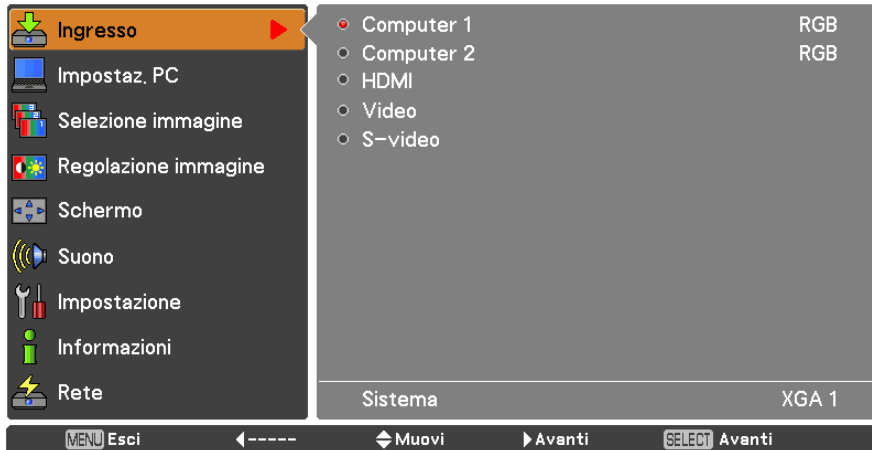 Ingresso
Impostaz. PC
Selezione immagine
Regolazione immagine
Schermo
Suono
Impostazione
Informazioni
Rete
Computer 1 RGB
Computer 2 RGB
HDMI
Video
S-video
Sistema XGA 1
MENU Esci ----- Muovi Avanti SELECT Avanti